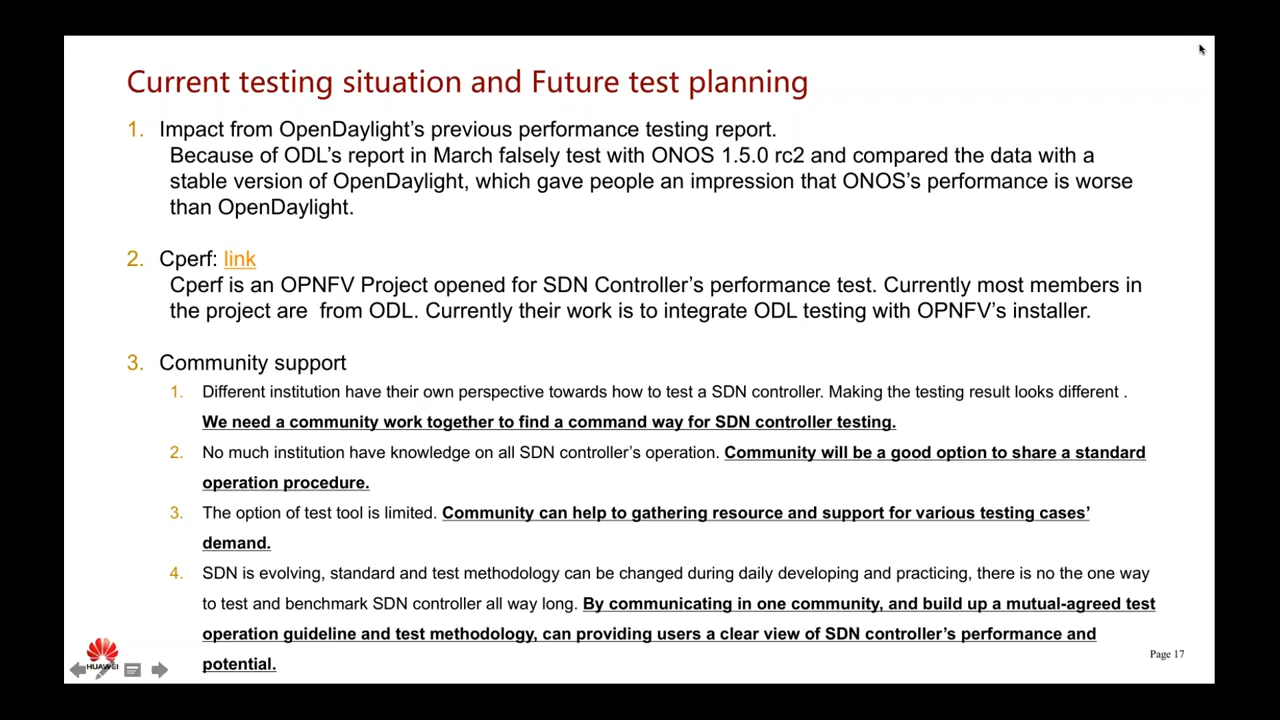 Current testing situation and Future test planning
1. Impact from OpenDaylight's previous performance testing report.
Because of ODL's report in March falsely test with ONOS 1.5.0 rc2 and compared the data with a
stable version of OpenDaylight, which gave people an impression that ONOS's performance is worse
than OpenDaylight.
2. Cperf: link
Cperf is an OPNFV Project opened for SDN Controller's performance test. Currently most members in
the project are from ODL. Currently their work is to integrate ODL testing with OPNFV's installer.
3. Community support
1. Different institution have their own perspective towards how to test a SDN controller. Making the testing result looks different .
We need a community work together to find a command way for SDN controller testing.
2. No much institution have knowledge on all SDN controller's operation. Community will be a good option to share a standard
operation procedure.
3. The option of test tool is limited. Community can help to gathering resource and support for various testing cases'
demand.
4. SDN is evolving, standard and test methodology can be changed during daily developing and practicing, there is no the one way
to test and benchmark SDN controller all way long. By communicating in one community, and build up a mutual-agreed test
operation guideline and test methodology, can providing users a clear view of SDN controller's performance and
potential.
HUAWEI
Page 17